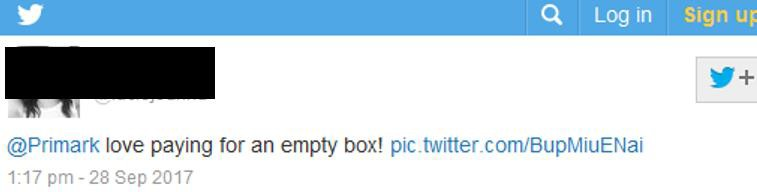 Log in
Sign up
@Primark love paying for an empty box! pic.twitter.com/BupMiuENai
1:17 pm - 28 Sep 2017